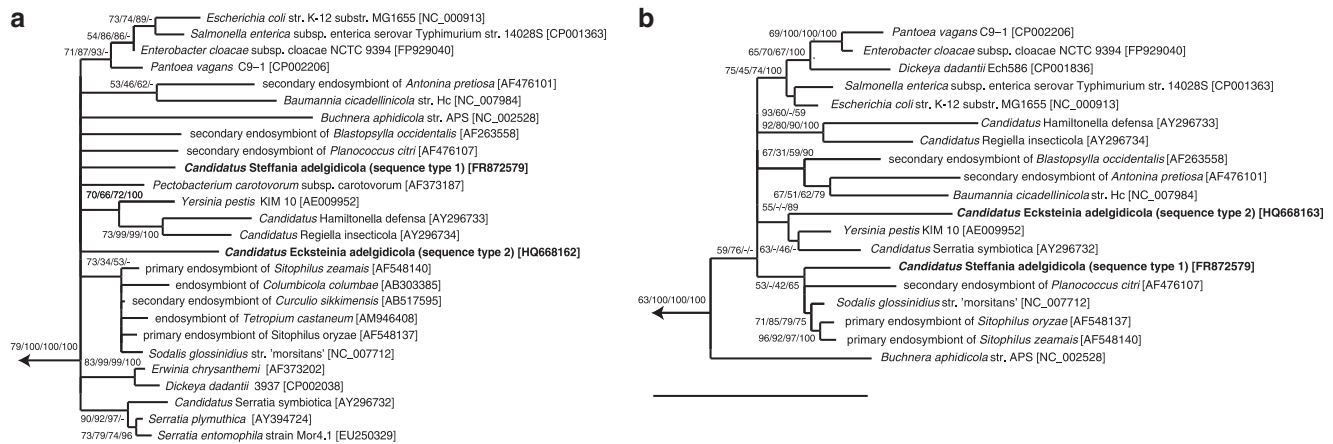 a
73/74/89/-
Escherichia coli str. K-12 substr. MG1655 [NC_000913]
54/86/86/-
Salmonella enterica subsp. enterica serovar Typhimurium str. 14028S [CP001363]
Enterobacter cloacae subsp. cloacae NCTC 9394 [FP929040]
71/87/93/-
Pantoea vagans C9–1 [CP002206]
53/46/62/-
secondary endosymbiont of Antonina pretiosa [AF476101]
Baumannia cicadellinicola str. Hc [NC_007984]
Buchnera aphidicola str. APS [NC_002528]
secondary endosymbiont of Blastopsylla occidentalis [AF263558]
secondary endosymbiont of Planococcus citri [AF476107]
Candidatus Steffania adelgidicola (sequence type 1) [FR872579]
Pectobacterium carotovorum subsp. carotovorum [AF373187]
70/66/72/100
Yersinia pestis KIM 10 [AE009952]
Candidatus Hamiltonella defensa [AY296733]
73/99/99/100
Candidatus Regiella insecticola [AY296734]
Candidatus Ecksteinia adelgidicola (sequence type 2) [HQ668162]
73/34/53/-
primary endosymbiont of Sitophilus zeamais [AF548140]
endosymbiont of Columbicola columbae [AB303385]
secondary endosymbiont of Curculio sikkimensis [AB517595]
endosymbiont of Tetropium castaneum [AM946408]
primary endosymbiont of Sitophilus oryzae [AF548137]
79/100/100/100
Sodalis glossinidius str. 'morsitans' [NC_007712]
83/99/99/100
Erwinia chrysanthemi [AF373202]
Dickeya dadantii 3937 [CP002038]
Candidatus Serratia symbiotica [AY296732]
90/92/97/-
Serratia plymuthica [AY394724]
73/79/74/96
Serratia entomophila strain Mor4.1 [EU250329]
b
69/100/100/100
Pantoea vagans C9–1 [CP002206]
65/70/67/100
Enterobacter cloacae subsp. cloacae NCTC 9394 [FP929040]
75/45/74/100
Dickeya dadantii Ech586 [CP001836]
Salmonella enterica subsp. enterica serovar Typhimurium str. 14028S [CP001363]
Escherichia coli str. K-12 substr. MG1655 [NC_000913]
93/60/-/59
92/80/90/100
Candidatus Hamiltonella defensa [AY296733]
Candidatus Regiella insecticola [AY296734]
67/31/59/90
secondary endosymbiont of Blastopsylla occidentalis [AF263558]
secondary endosymbiont of Antonina pretiosa [AF476101]
67/51/62/79
Baumannia cicadellinicola str. Hc [NC_007984]
55/-/-/89
Candidatus Ecksteinia adelgidicola (sequence type 2) [HQ668163]
Yersinia pestis KIM 10 [AE009952]
59/76/-/-
63/-/46/-
Candidatus Serratia symbiotica [AY296732]
Candidatus Steffania adelgidicola (sequence type 1) [FR872579]
53/-/42/65
secondary endosymbiont of Planococcus citri [AF476107]
63/100/100/100
Sodalis glossinidius str. 'morsitans' [NC_007712]
71/85/79/75
primary endosymbiont of Sitophilus oryzae [AF548137]
96/92/97/100
primary endosymbiont of Sitophilus zeamais [AF548140]
Buchnera aphidicola str. APS [NC_002528]